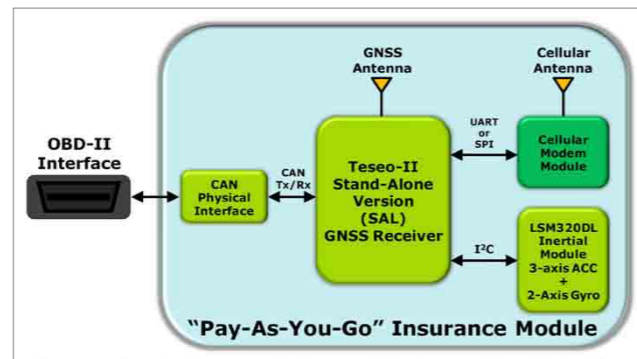 GNSS
Antenna
Cellular
Antenna
OBD-II
Interface
CAN
Physical
Interface
CAN
Tx/Rx
Teseo-II
Stand-Alone
Version
(SAL)
GNSS Receiver
UART
or
SPI
Cellular
Modem
Module
I²C
LSM320DL
Inertial
Module
3-axis ACC
+
2-Axis Gyro
“Pay-As-You-Go” Insurance Module